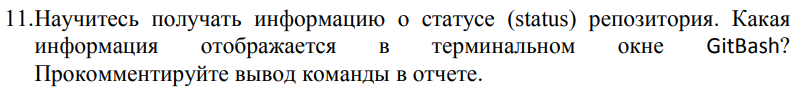 11.Научитесь получать информацию о статусе (status) репозитория. Какая
информация отображается в терминальном окне GitBash?
Прокомментируйте вывод команды в отчете.